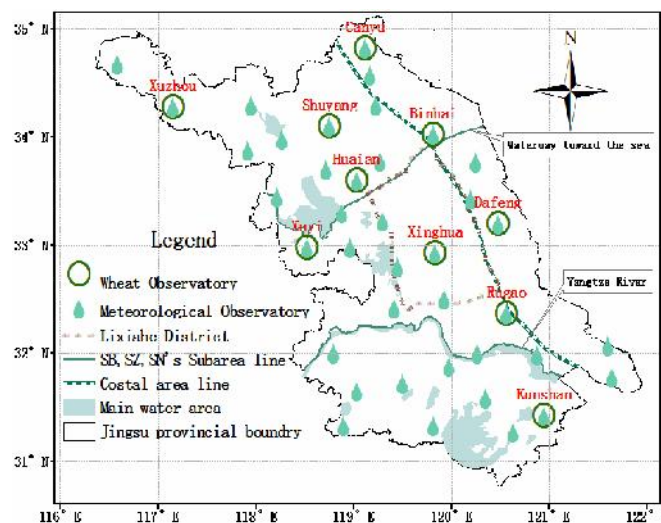 35° N
34° N
33° N
32° N
31° N
Ganyu
Xuzhou
Shuyang
Binhai
Huaian
Dafeng
Xuyi
Xinghua
Rugao
Kunshan
N
Waterway toward the sea
Yangtze River
Legend
Wheat Observatory
Meteorological Observatory
Lixiahe District
SB,SZ,SN's Subarea line
Costal area line
Main water area
Jingsu provincial boundry
116° E
117° E
118° E
119° E
120° E
121° E
122° E